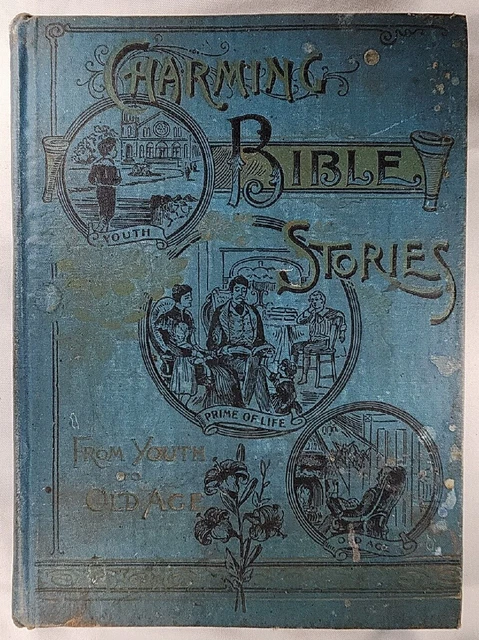 CHARMING
BIBLE
STORIES
YOUTH
PRIME OF LIFE
FROM YOUTH
TO
OLD AGE
OLD AGE